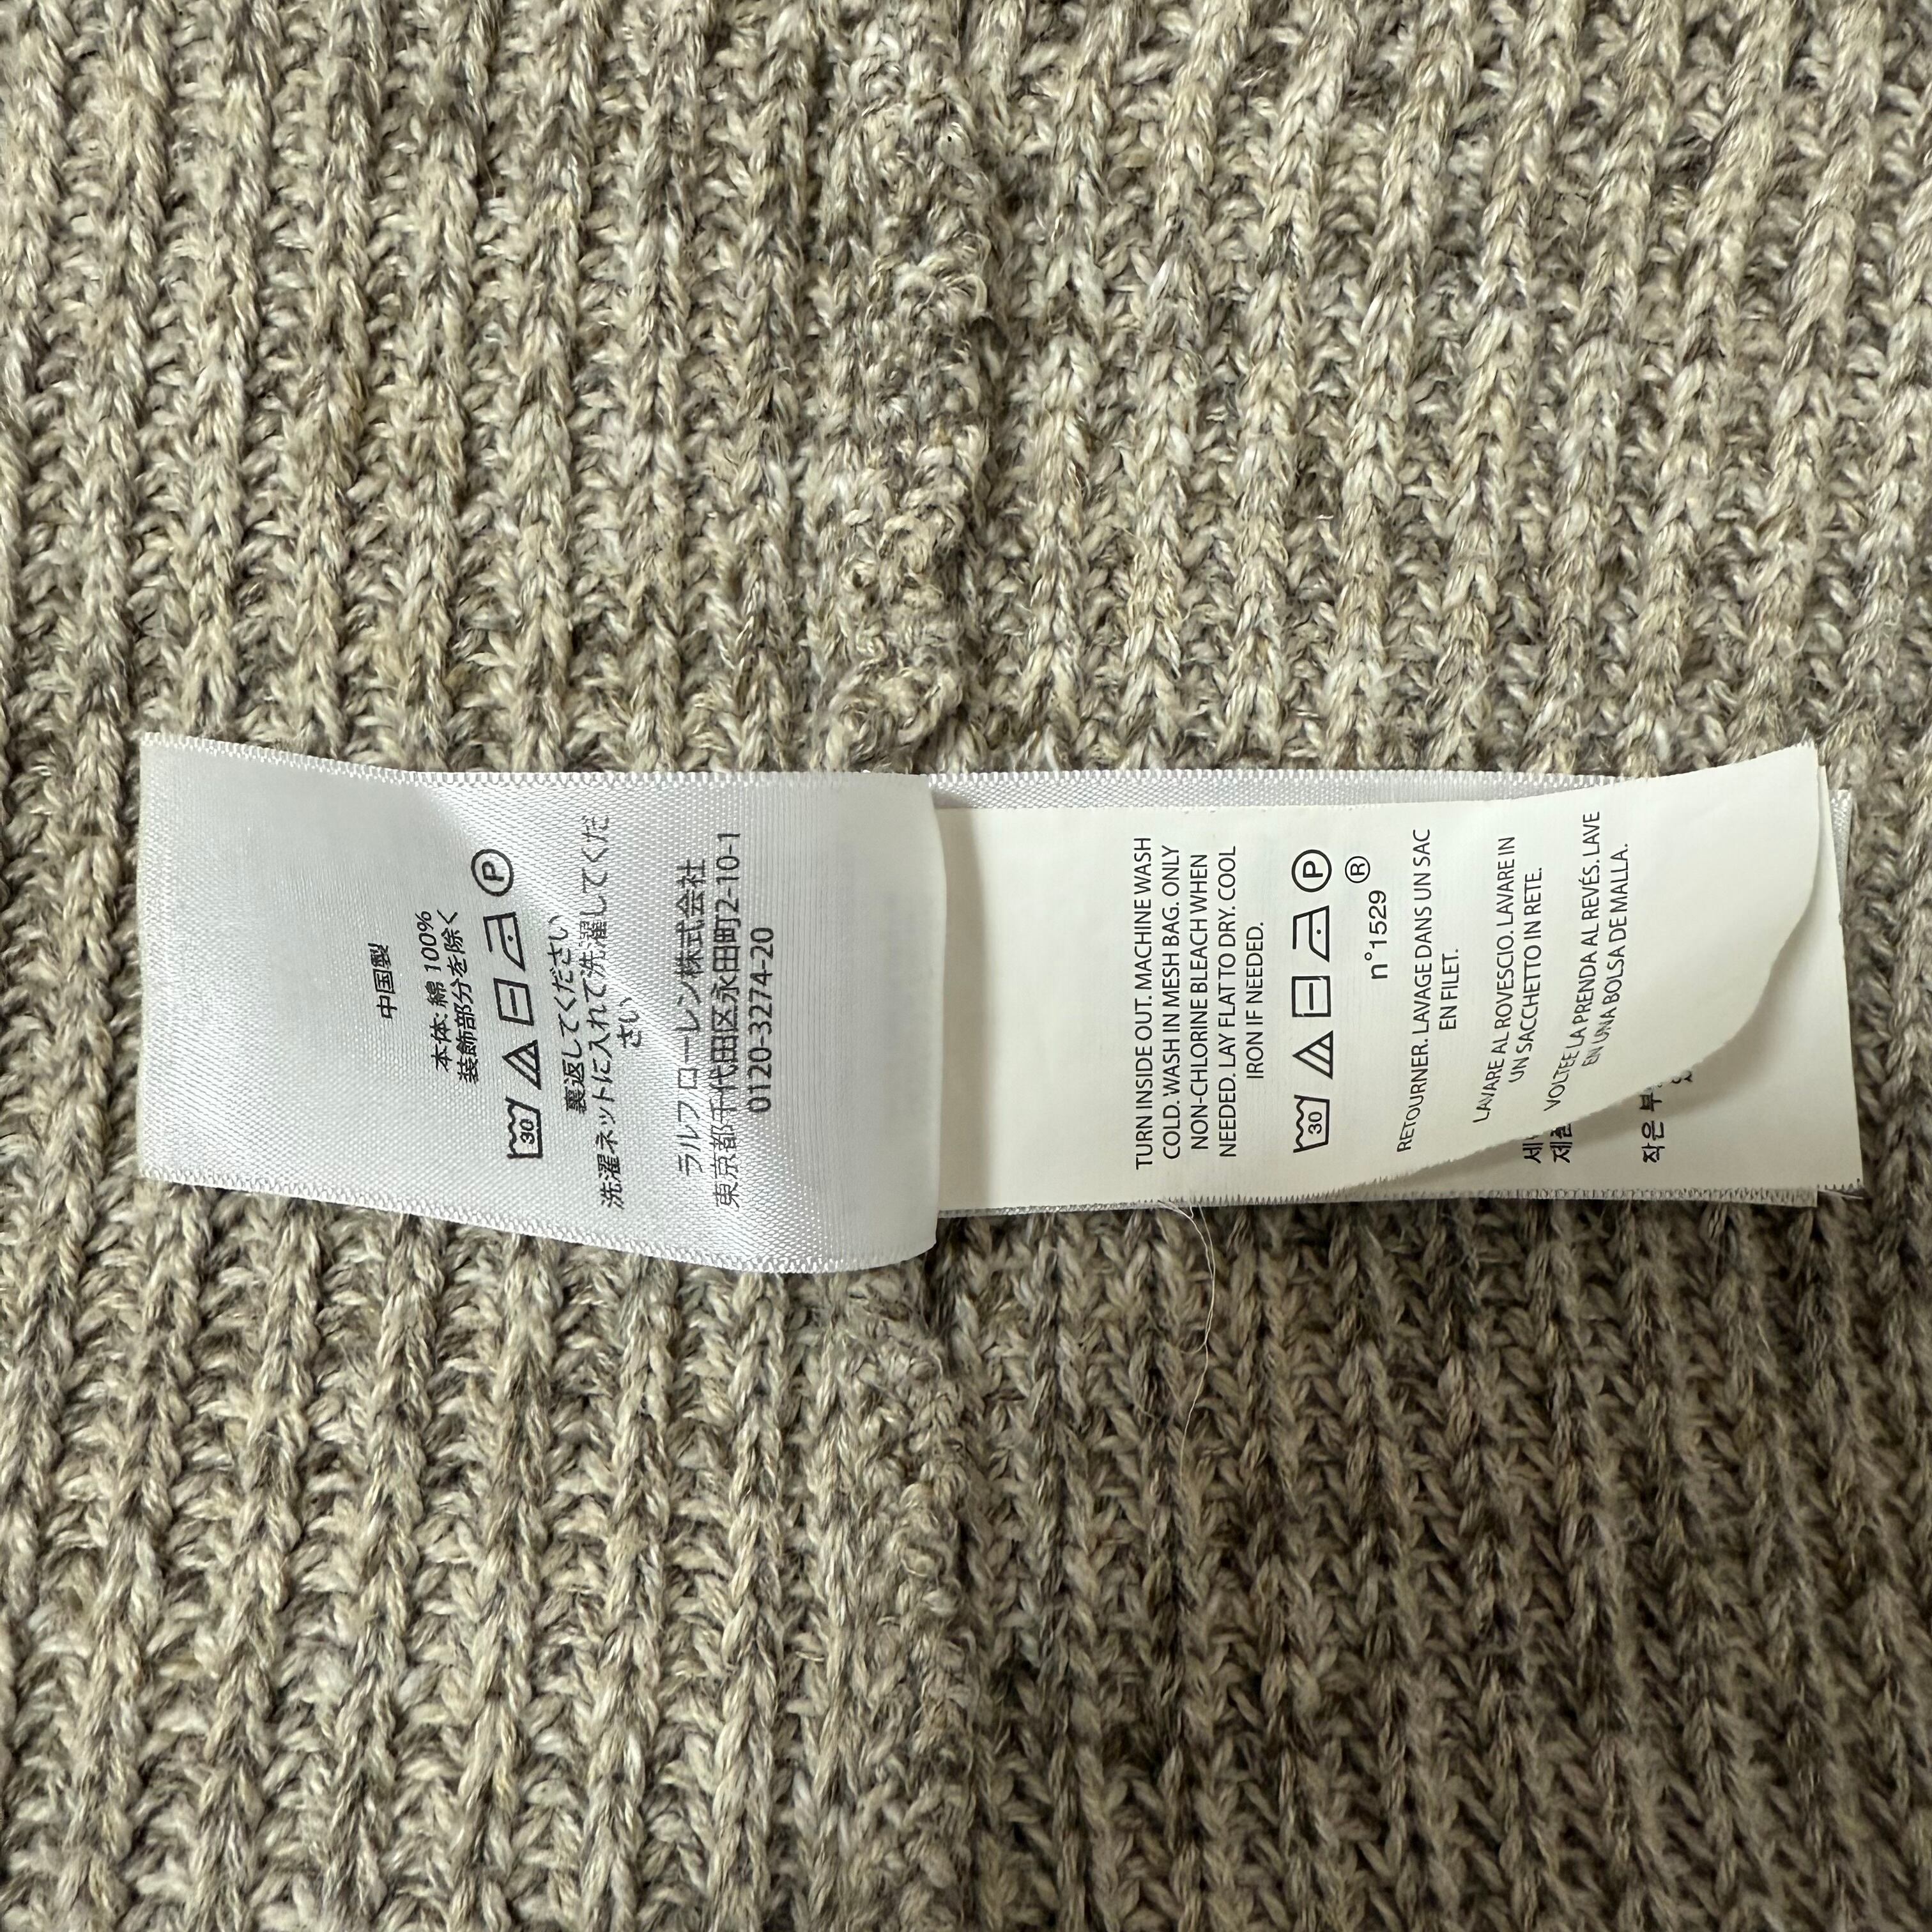 中国製
本体: 綿 100%
装飾部分を除く
30 P
裏返してください
洗濯ネットに入れて洗濯してくだ
さい
ラルフ ローレン株式会社
東京都千代田区永田町2-10-1
0120-3274-20
TURN INSIDE OUT. MACHINE WASH
COLD. WASH IN MESH BAG. ONLY
NON-CHLORINE BLEACH WHEN
NEEDED. LAY FLAT TO DRY. COOL
IRON IF NEEDED.
30 P
®
n°1529
RETOURNER. LAVAGE DANS UN SAC
EN FILET.
LAVARE AL ROVESCIO. LAVARE IN
UN SACCHETTO IN RETE.
VOLTEE LA PRENDA AL REVÉS. LAVE
EN UNA BOLSA DE MALLA.
작은